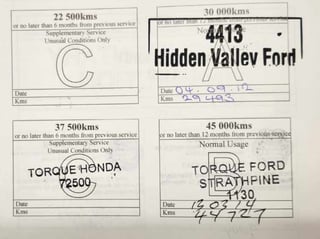 22 500kms
or no later than 6 months from previous service
Supplementary Service
Unusual Conditions Only
C
Date
Kms
30 000kms
or no later than 12 months from previous service
4413
Hidden Valley Ford
A
Date 04.09.12
Kms 29493
37 500kms
or no later than 6 months from previous service
Supplementary Service
Unusual Conditions Only
C
TORQUE HONDA
72500
Date
Kms
45 000kms
or no later than 12 months from previous service
Normal Usage
TORQUE FORD
STRATHPINE
1130
Date 12 03 14
Kms 44727